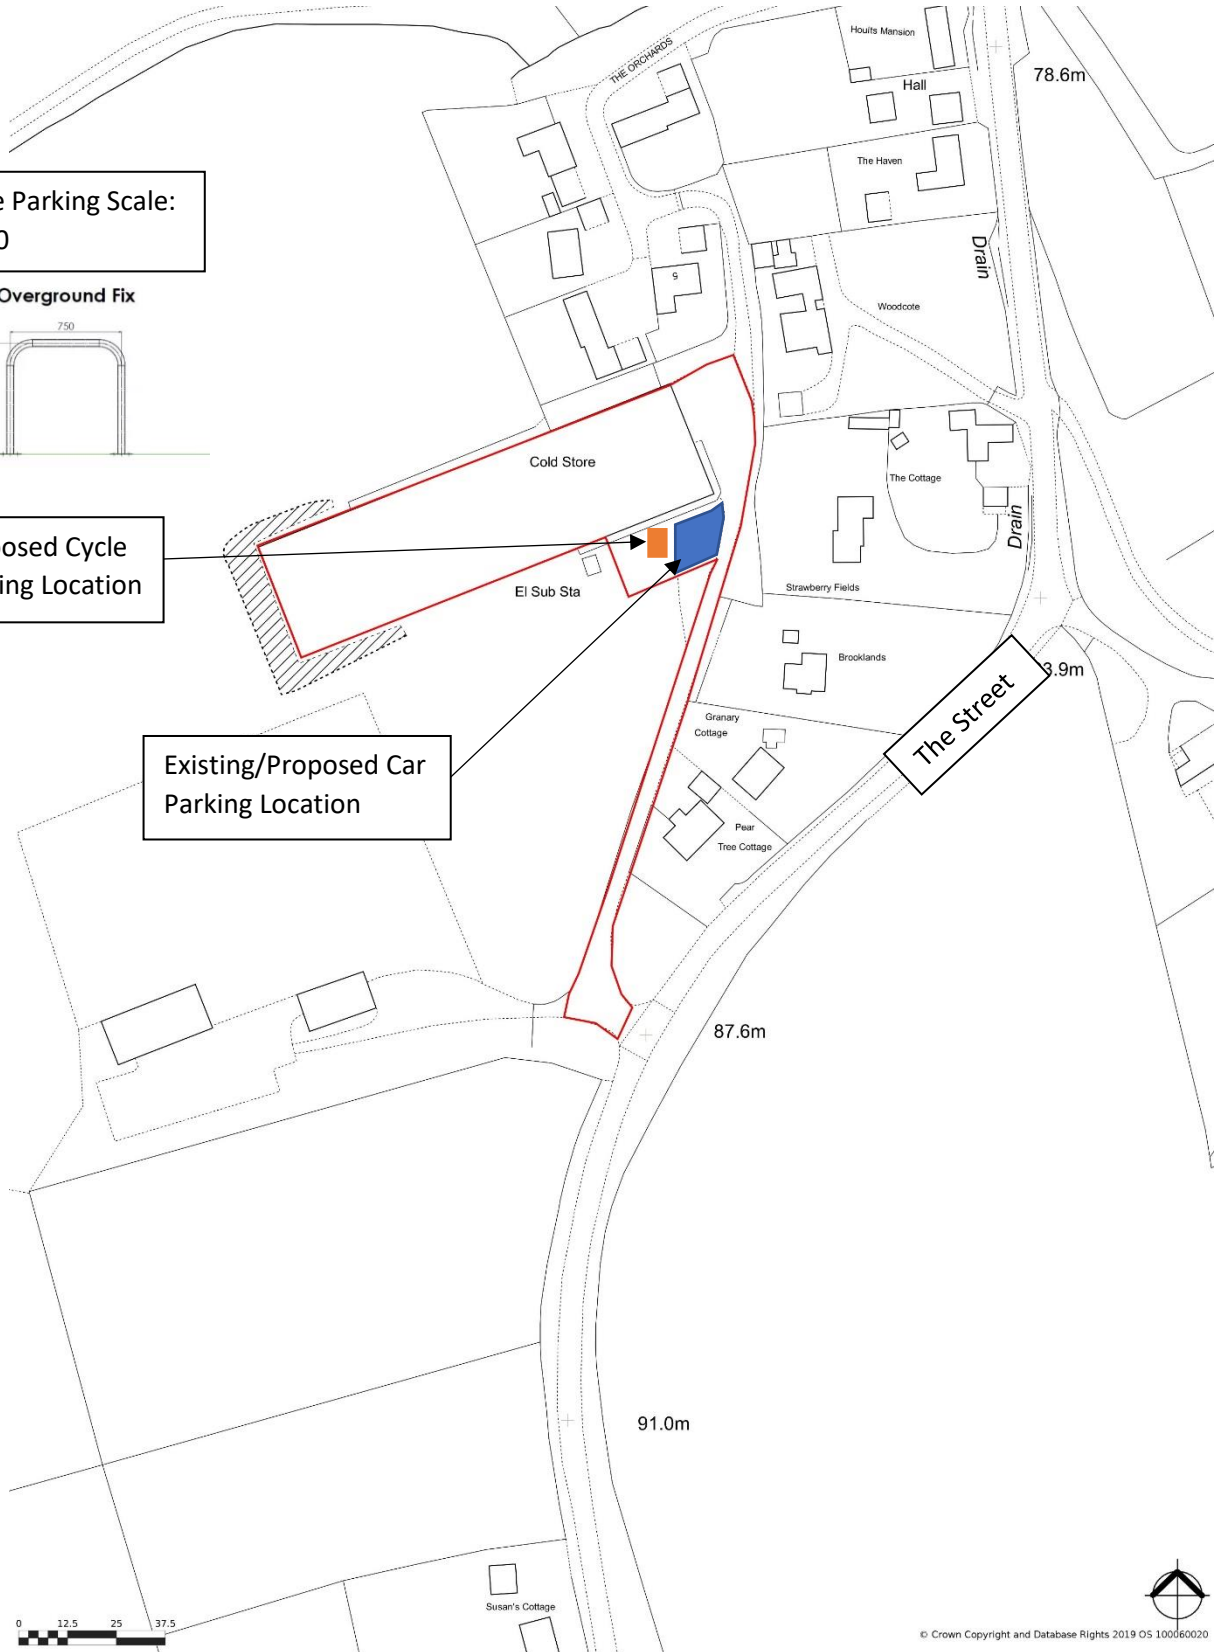 THE ORCHARDS
Hoults Mansion
78.6m
Hall
The Haven
e Parking Scale:
0
Drain
Overground Fix
750
5
Woodcote
Cold Store
The Cottage
Drain
osed Cycle
ing Location
El Sub Sta
Strawberry Fields
Brooklands
3.9m
The Street
Granary
Cottage
Existing/Proposed Car
Parking Location
Pear
Tree Cottage
87.6m
91.0m
Susan's Cottage
0 12.5 25 37.5
© Crown Copyright and Database Rights 2019 OS 100060020